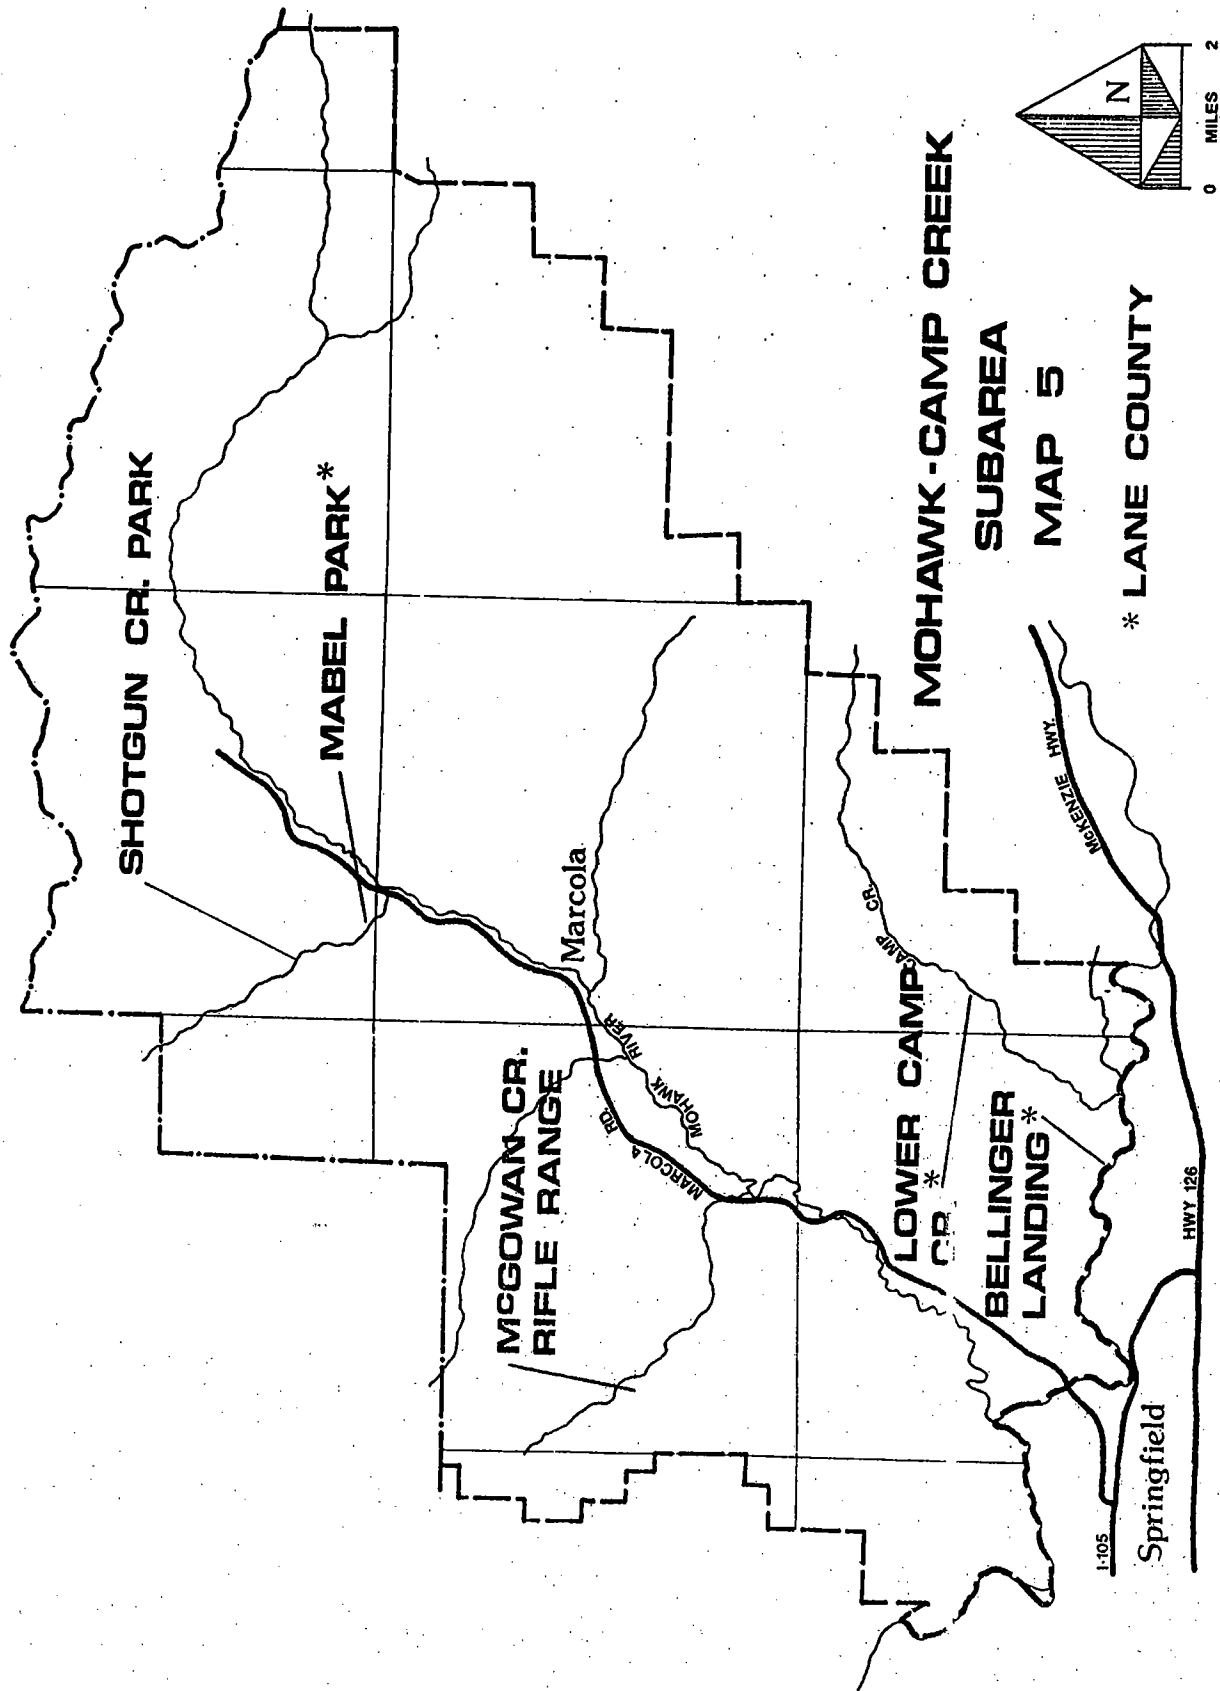 SHOTGUN CR. PARK
MABEL PARK*
Marcola
MCGOWAN CR.
RIFLE RANGE
RIVER
MOHAWK
RD.
MARCOLA
CAMP CR.
LOWER CAMP
CR.*
BELLINGER
LANDING*
McKENZIE HWY.
HWY 126
I-105
Springfield
MOHAWK-CAMP CREEK
SUBAREA
MAP 5
* LANE COUNTY
N
0 MILES 2